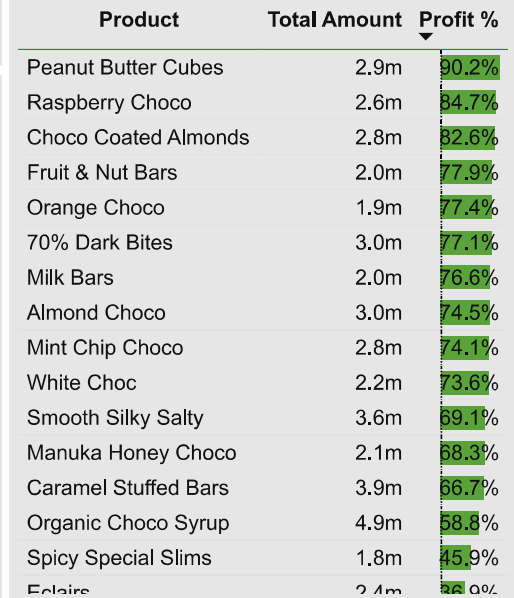 Product Total Amount Profit %
Peanut Butter Cubes 2.9m 90.2%
Raspberry Choco 2.6m 84.7%
Choco Coated Almonds 2.8m 82.6%
Fruit & Nut Bars 2.0m 77.9%
Orange Choco 1.9m 77.4%
70% Dark Bites 3.0m 77.1%
Milk Bars 2.0m 76.6%
Almond Choco 3.0m 74.5%
Mint Chip Choco 2.8m 74.1%
White Choc 2.2m 73.6%
Smooth Silky Salty 3.6m 69.1%
Manuka Honey Choco 2.1m 68.3%
Caramel Stuffed Bars 3.9m 66.7%
Organic Choco Syrup 4.9m 58.8%
Spicy Special Slims 1.8m 45.9%
Eclairs 2.4m 36.9%